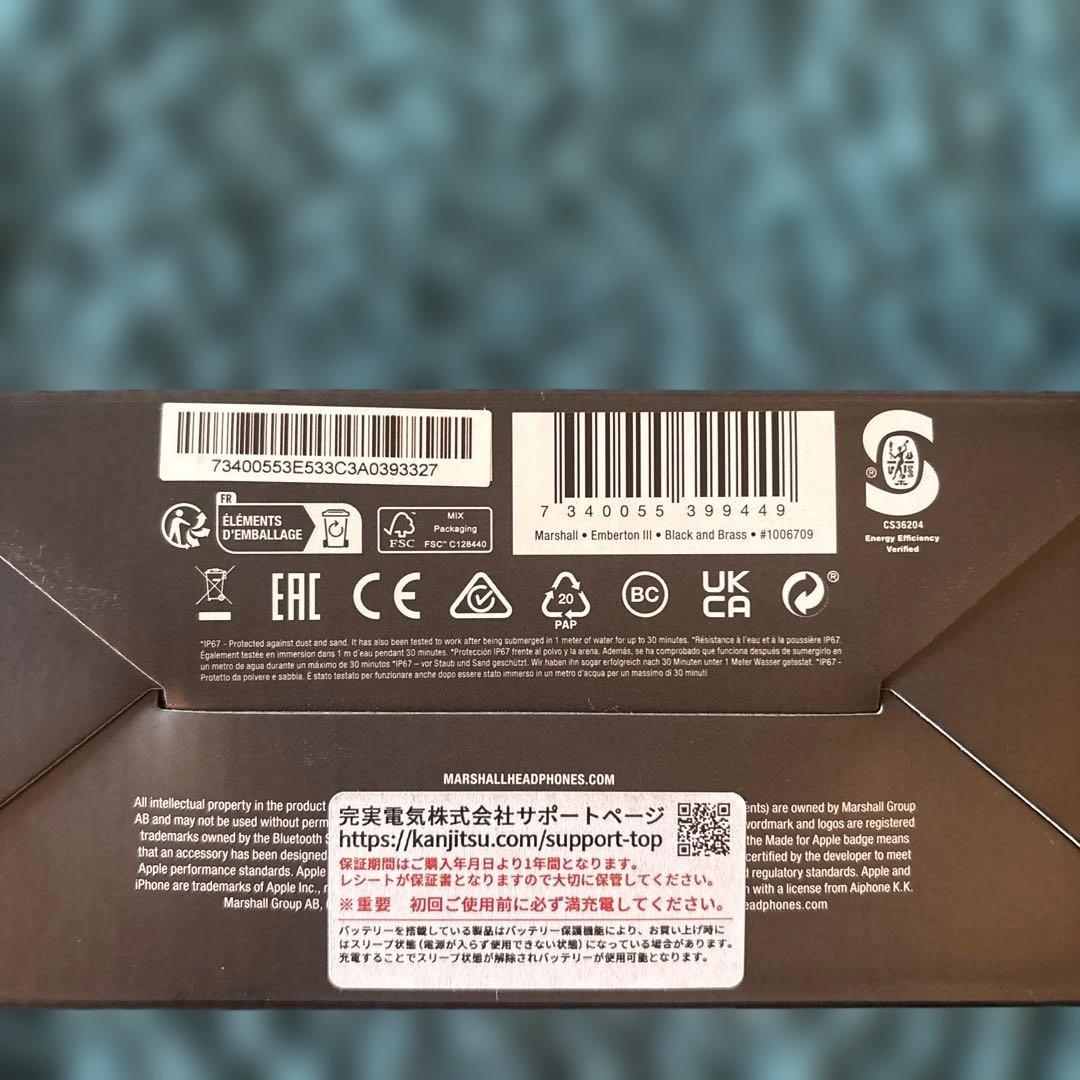 73400553E533C3A0393327
7 340055 399449
Marshall • Emberton III • Black and Brass • #1006709
®
CS36204
Energy Efficiency
Verified
FR
ÉLÉMENTS
D'EMBALLAGE
FSC
MIX
Packaging
FSC™ C128440
EAC
CE
20
PAP
BC
UK
CA
®
*IP67 - Protected against dust and sand. It has also been tested to work after being submerged in 1 meter of water for up to 30 minutes. *Résistance à l'eau et à la poussière IP67.
Également testée en immersion dans 1 m d'eau pendant 30 minutes. *Protección IP67 frente al polvo y la arena. Además, se ha comprobado que funciona después de sumergirlo en
un metro de agua durante un máximo de 30 minutos *IP67 – vor Staub und Sand geschützt. Wir haben ihn sogar erfolgreich nach 30 Minuten unter 1 Meter Wasser getestet. *IP67 -
Protetto da polvere e sabbia. È stato testato per funzionare anche dopo essere stato immerso in un metro d'acqua per un massimo di 30 minuti
MARSHALLHEADPHONES.COM
All intellectual property in the product ents) are owned by Marshall Group
AB and may not be used without perm wordmark and logos are registered
trademarks owned by the Bluetooth S the Made for Apple badge means
that an accessory has been designed certified by the developer to meet
Apple performance standards. Apple d regulatory standards. Apple and
iPhone are trademarks of Apple Inc., r n with a license from Aiphone K.K.
Marshall Group AB, eadphones.com
完実電気株式会社サポートページ
https://kanjitsu.com/support-top
保証期間はご購入年月日より1年間となります。
レシートが保証書となりますので大切に保管してください。
※重要 初回ご使用前に必ず満充電してください。
バッテリーを搭載している製品はバッテリー保護機能により、お買い上げ時に
はスリープ状態(電源が入らず使用できない状態)になっている場合があります。
充電することでスリープ状態が解除されバッテリーが使用可能となります。